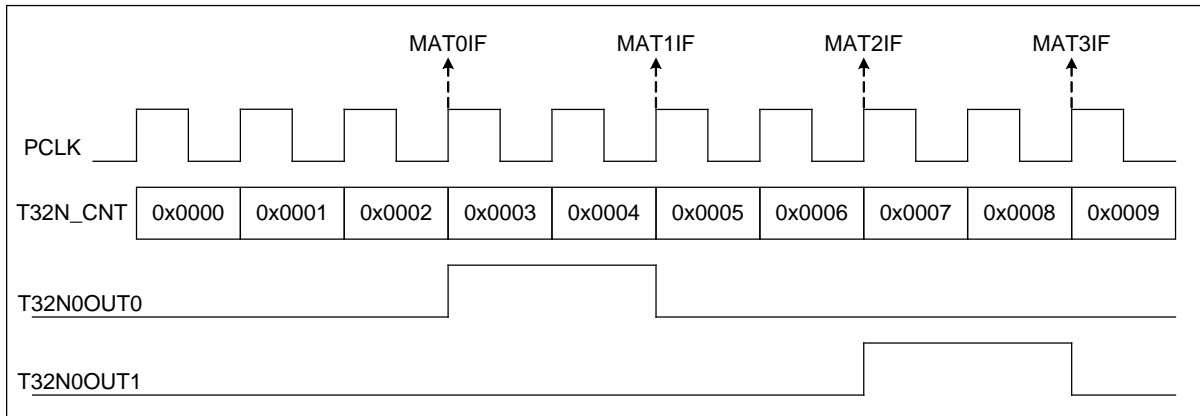 MAT0IF MAT1IF MAT2IF MAT3IF
PCLK
T32N_CNT 0x0000 0x0001 0x0002 0x0003 0x0004 0x0005 0x0006 0x0007 0x0008 0x0009
T32N0OUT0
T32N0OUT1